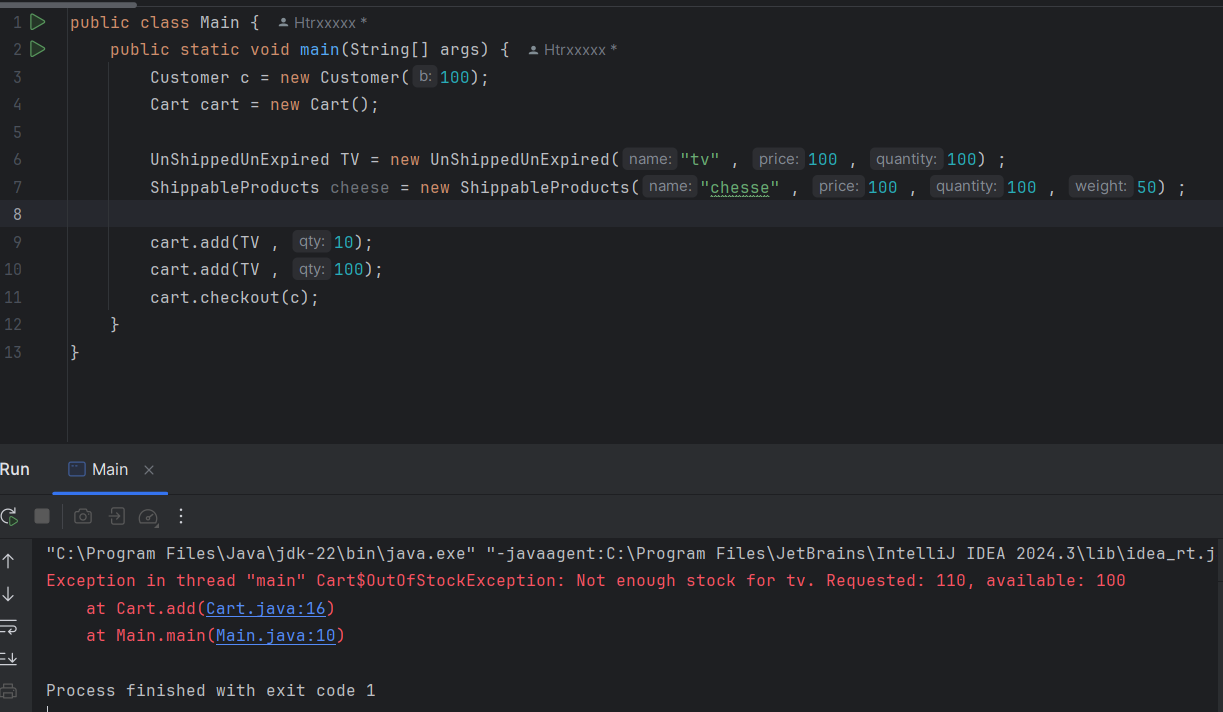 1 public class Main { Htrxxxxx *
2 public static void main(String[] args) { Htrxxxxx *
3 Customer c = new Customer( b: 100);
4 Cart cart = new Cart();
5
6 UnShippedUnExpired TV = new UnShippedUnExpired( name: "tv" , price: 100 , quantity: 100) ;
7 ShippableProducts cheese = new ShippableProducts( name: "chesse" , price: 100 , quantity: 100 , weight: 50) ;
8
9 cart.add(TV , qty: 10);
10 cart.add(TV , qty: 100);
11 cart.checkout(c);
12 }
13 }
Run Main
"C:\Program Files\Java\jdk-22\bin\java.exe" "-javaagent:C:\Program Files\JetBrains\IntelliJ IDEA 2024.3\lib\idea_rt.j
Exception in thread "main" Cart$OutOfStockException: Not enough stock for tv. Requested: 110, available: 100
at Cart.add(Cart.java:16)
at Main.main(Main.java:10)
Process finished with exit code 1